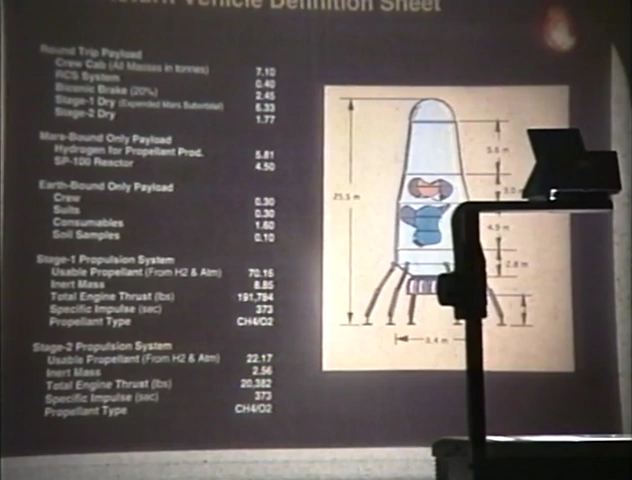 Vehicle Definition Sheet
Round Trip Payload
Crew Cab (All Masses in tonnes) 7.10
RCS System 0.40
Biconic Brake (20%) 2.45
Stage-1 Dry (Expended Mars Suborbital) 6.33
Stage-2 Dry 1.77
Mars-Bound Only Payload
Hydrogen for Propellant Prod. 5.81
SP-100 Reactor 4.50
Earth-Bound Only Payload
Crew 0.30
Suits 0.30
Consumables 1.60
Soil Samples 0.10
Stage-1 Propulsion System
Usable Propellant (From H2 & Atm) 70.15
Inert Mass 8.85
Total Engine Thrust (lbs) 191,794
Specific Impulse (sec) 373
Propellant Type CH4/O2
Stage-2 Propulsion System
Usable Propellant (From H2 & Atm) 22.17
Inert Mass 2.56
Total Engine Thrust (lbs) 20,382
Specific Impulse (sec) 373
Propellant Type CH4/O2
25.5 m
5.6 m
4.9 m
2.8 m
8.4 m